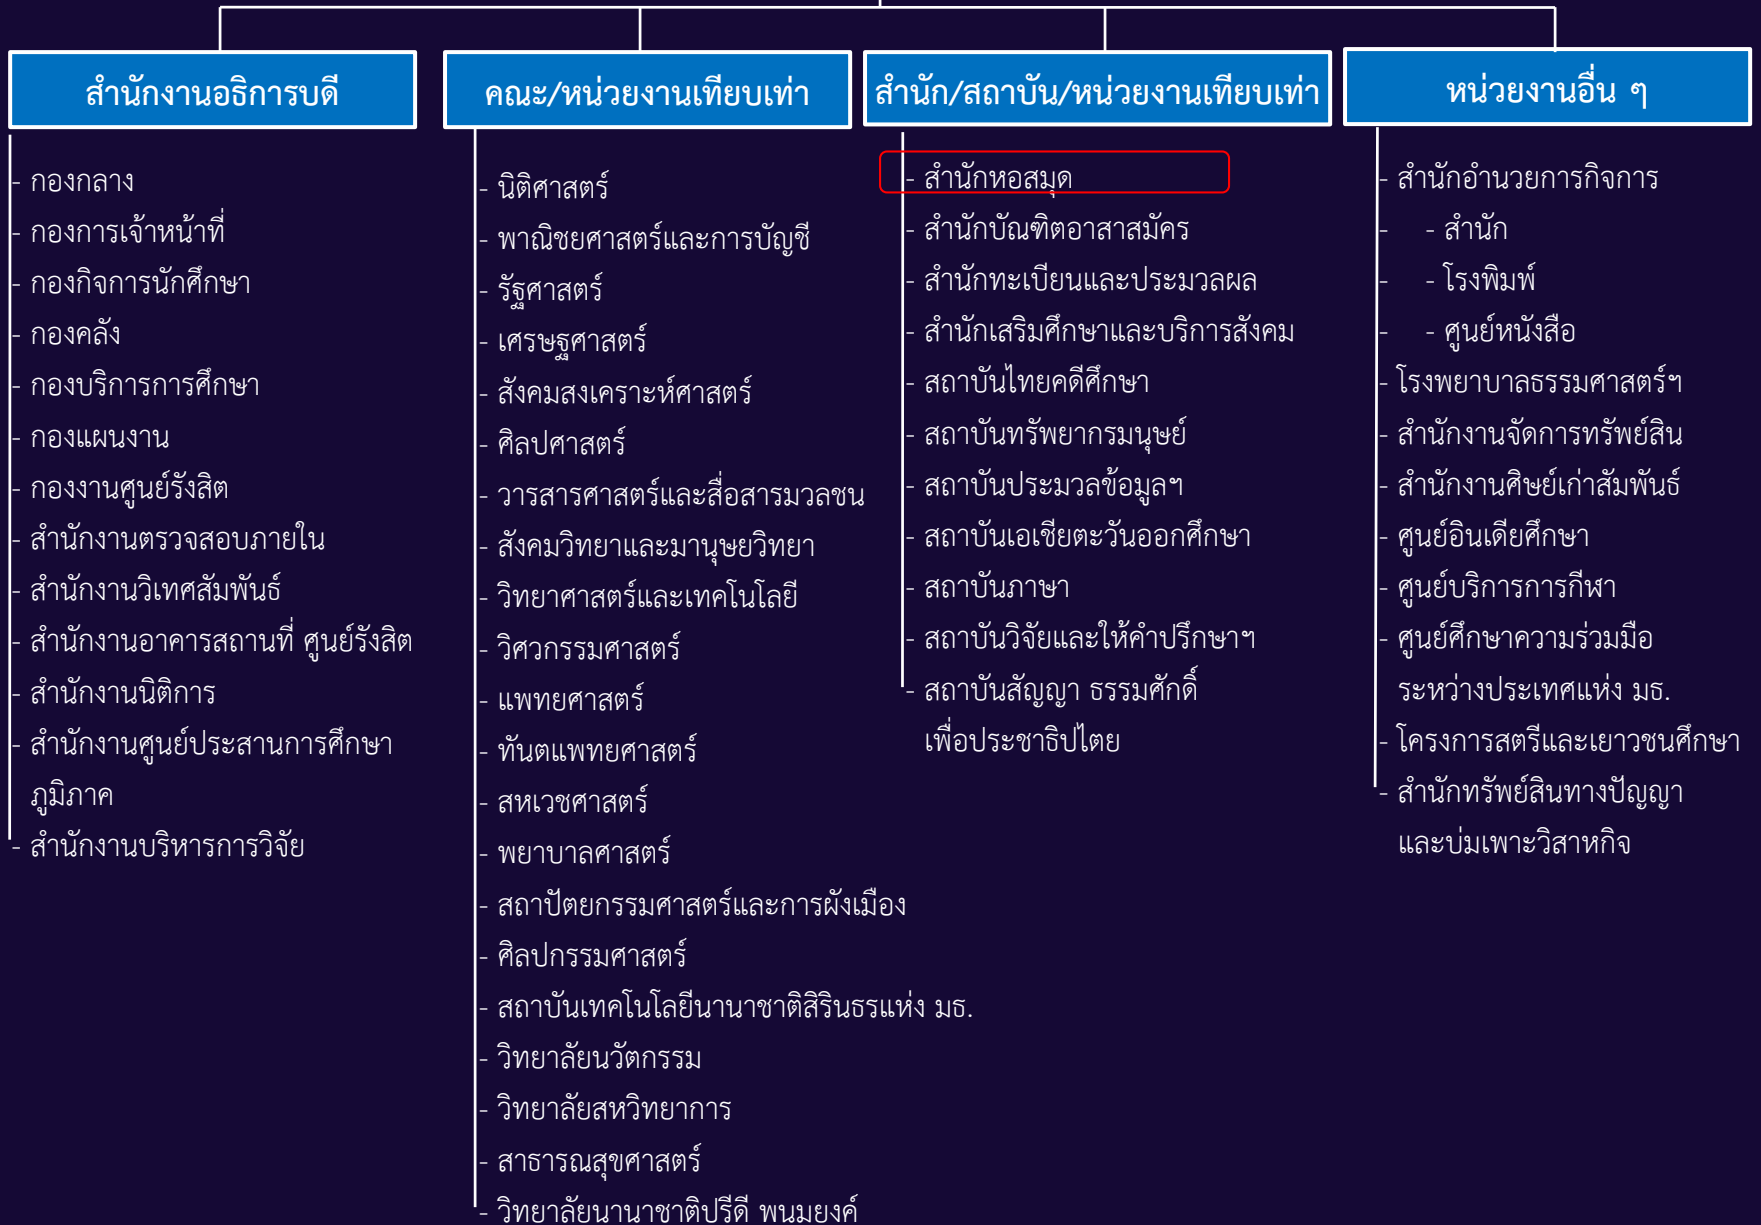 สำนักงานอธิการบดี
- กองกลาง
- กองการเจ้าหน้าที่
- กองกิจการนักศึกษา
- กองคลัง
- กองบริการการศึกษา
- กองแผนงาน
- กองงานศูนย์รังสิต
- สำนักงานตรวจสอบภายใน
- สำนักงานวิเทศสัมพันธ์
- สำนักงานอาคารสถานที่ ศูนย์รังสิต
- สำนักงานนิติการ
- สำนักงานศูนย์ประสานการศึกษา
ภูมิภาค
- สำนักงานบริหารการวิจัย
คณะ/หน่วยงานเทียบเท่า
- นิติศาสตร์
- พาณิชยศาสตร์และการบัญชี
- รัฐศาสตร์
- เศรษฐศาสตร์
- สังคมสงเคราะห์ศาสตร์
- ศิลปศาสตร์
- วารสารศาสตร์และสื่อสารมวลชน
- สังคมวิทยาและมานุษยวิทยา
- วิทยาศาสตร์และเทคโนโลยี
- วิศวกรรมศาสตร์
- แพทยศาสตร์
- ทันตแพทยศาสตร์
- สหเวชศาสตร์
- พยาบาลศาสตร์
- สถาปัตยกรรมศาสตร์และการผังเมือง
- ศิลปกรรมศาสตร์
- สถาบันเทคโนโลยีนานาชาติสิรินธรแห่ง มธ.
- วิทยาลัยนวัตกรรม
- วิทยาลัยสหวิทยาการ
- สาธารณสุขศาสตร์
- วิทยาลัยนานาชาติปรีดี พนมยงค์
สำนัก/สถาบัน/หน่วยงานเทียบเท่า
- สำนักหอสมุด
- สำนักบัณฑิตอาสาสมัคร
- สำนักทะเบียนและประมวลผล
- สำนักเสริมศึกษาและบริการสังคม
- สถาบันไทยคดีศึกษา
- สถาบันทรัพยากรมนุษย์
- สถาบันประมวลข้อมูลฯ
- สถาบันเอเชียตะวันออกศึกษา
- สถาบันภาษา
- สถาบันวิจัยและให้คำปรึกษาฯ
- สถาบันสัญญา ธรรมศักดิ์
เพื่อประชาธิปไตย
หน่วยงานอื่น ๆ
- สำนักอำนวยการกิจการ
- - สำนัก
- - โรงพิมพ์
- - ศูนย์หนังสือ
- โรงพยาบาลธรรมศาสตร์ฯ
- สำนักงานจัดการทรัพย์สิน
- สำนักงานศิษย์เก่าสัมพันธ์
- ศูนย์อินเดียศึกษา
- ศูนย์บริการการกีฬา
- ศูนย์ศึกษาความร่วมมือ
ระหว่างประเทศแห่ง มธ.
- โครงการสตรีและเยาวชนศึกษา
- สำนักทรัพย์สินทางปัญญา
และบ่มเพาะวิสาหกิจ